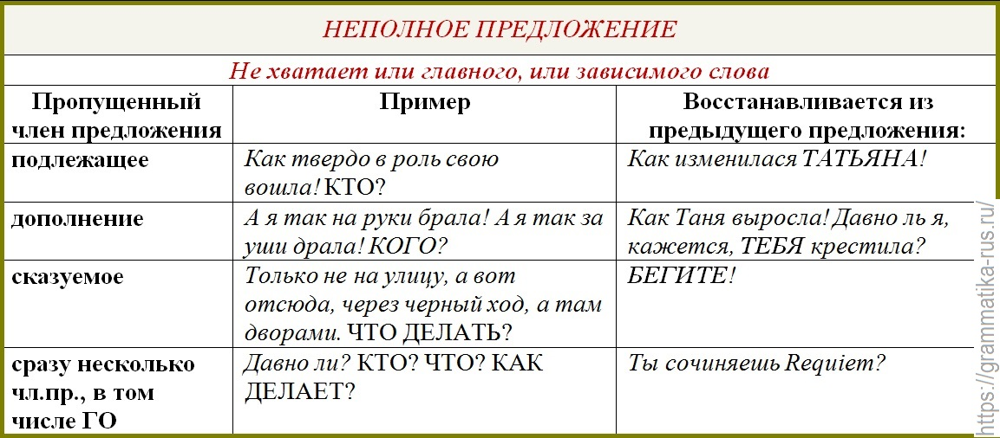 НЕПОЛНОЕ ПРЕДЛОЖЕНИЕ
Не хватает или главного, или зависимого слова
Пропущенный
член предложения
Пример
Восстанавливается из
предыдущего предложения:
подлежащее
Как твердо в роль свою
вошла! КТО?
Как изменилася ТАТЬЯНА!
дополнение
А я так на руки брала! А я так за
уши драла! КОГО?
Как Таня выросла! Давно ль я,
кажется, ТЕБЯ крестила?
сказуемое
Только не на улицу, а вот
отсюда, через черный ход, а там
дворами. ЧТО ДЕЛАТЬ?
БЕГИТЕ!
сразу несколько
чл.пр., в том
числе ГО
Давно ли? КТО? ЧТО? КАК
ДЕЛАЕТ?
Ты сочиняешь Requiem?
https://grammatika-rus.ru/